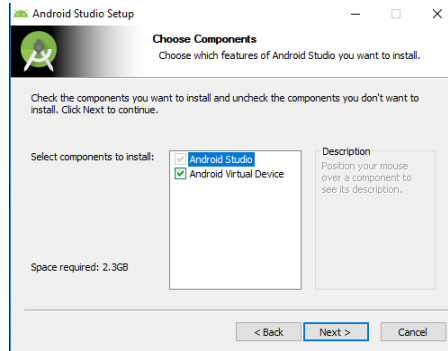 Android Studio Setup
Choose Components
Choose which features of Android Studio you want to install.
Check the components you want to install and uncheck the components you don't want to
install. Click Next to continue.
Select components to install:
Android Studio
Android Virtual Device
Description
Position your mouse
over a component to
see its description.
Space required: 2.3GB
< Back
Next >
Cancel